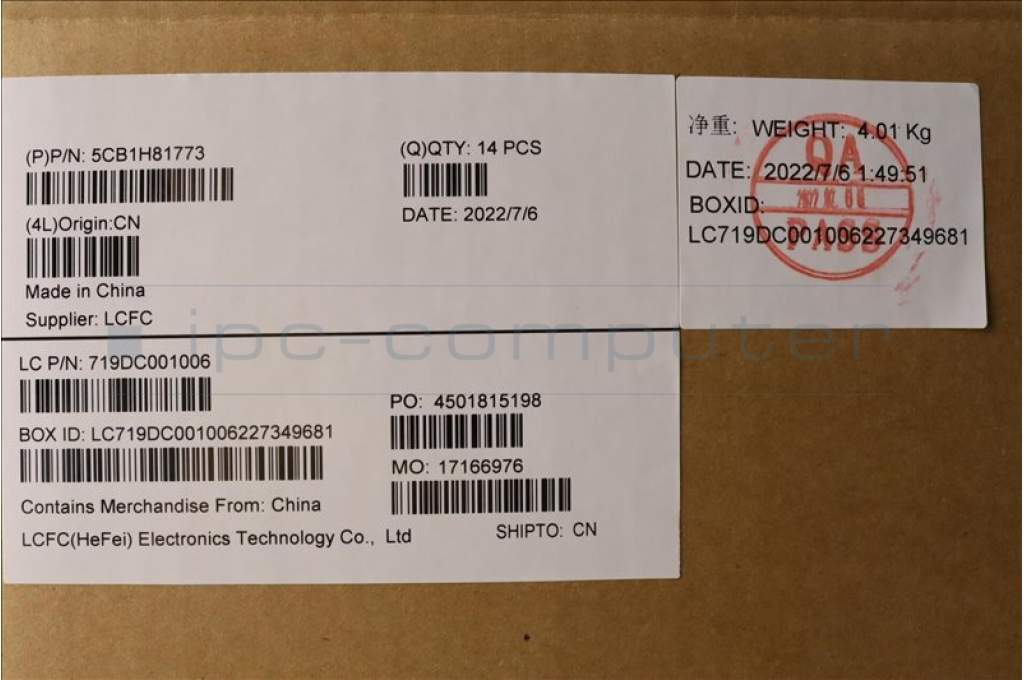 (P)P/N: 5CB1H81773
(Q)QTY: 14 PCS
(4L)Origin:CN
DATE: 2022/7/6
Made in China
Supplier: LCFC
净重: WEIGHT: 4.01 Kg
DATE: 2022/7/6 1:49:51
BOXID:
LC719DC001006227349681
QA
PASS
ipc-computer
LC P/N: 719DC001006
PO: 4501815198
BOX ID: LC719DC001006227349681
MO: 17166976
Contains Merchandise From: China
LCFC(HeFei) Electronics Technology Co., Ltd
SHIPTO: CN